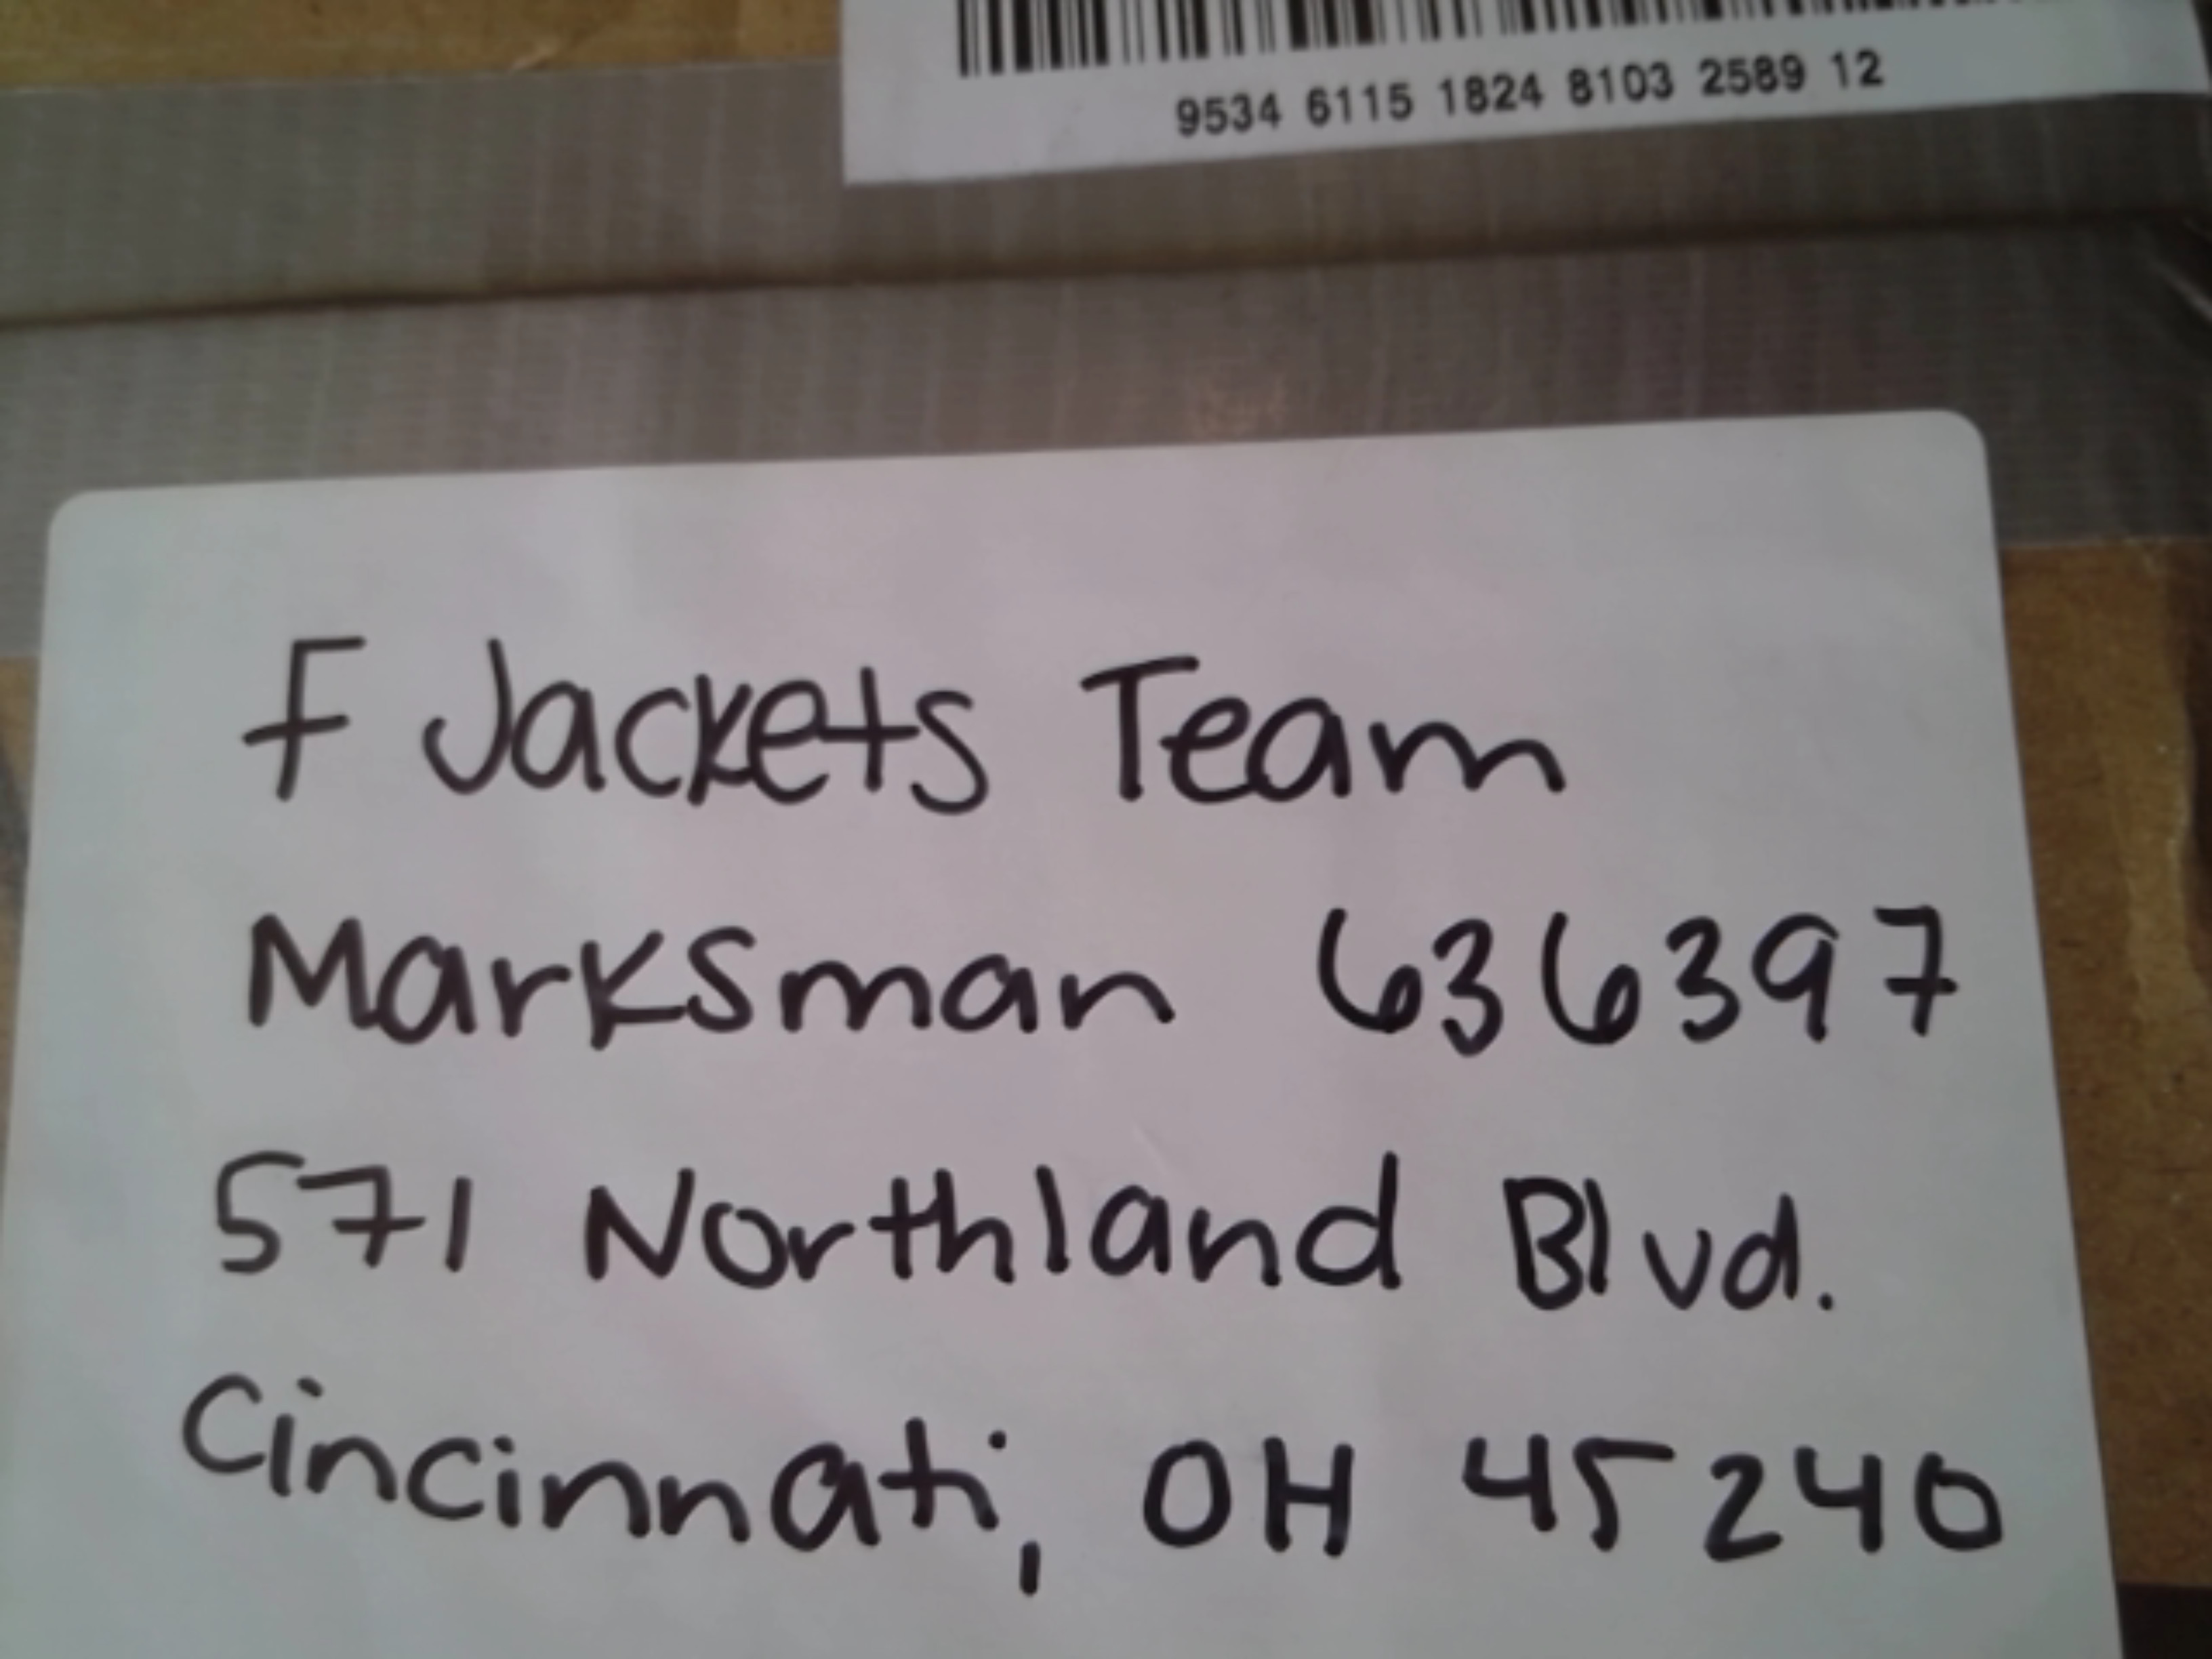 9534 6115 1824 8103 2589 12
F Jackets Team
Marksman 636397
571 Northland Blvd.
Cincinnati, OH 45240